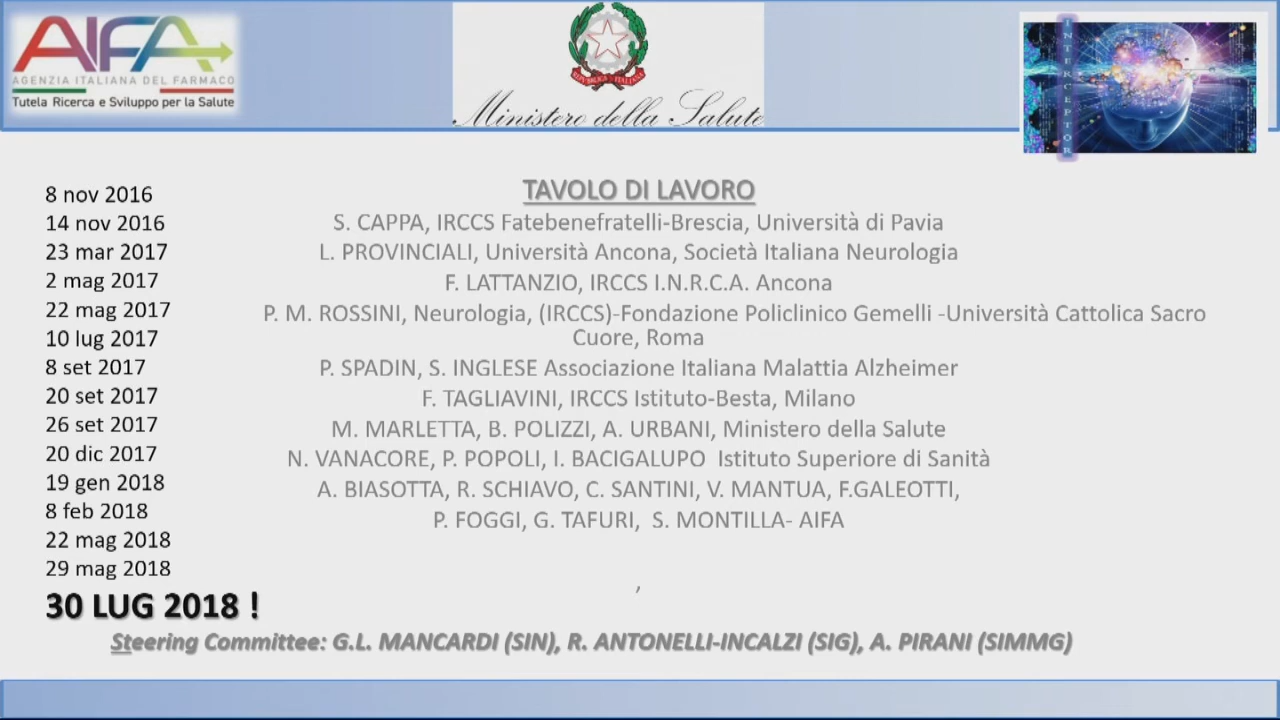 AIFA
AGENZIA ITALIANA DEL FARMACO
Tutela Ricerca e Sviluppo per la Salute
REPVBBLICA ITALIANA
Ministero della Salute
INTERCEPTOR
8 nov 2016
14 nov 2016
23 mar 2017
2 mag 2017
22 mag 2017
10 lug 2017
8 set 2017
20 set 2017
26 set 2017
20 dic 2017
19 gen 2018
8 feb 2018
22 mag 2018
29 mag 2018
30 LUG 2018 !
TAVOLO DI LAVORO
S. CAPPA, IRCCS Fatebenefratelli-Brescia, Università di Pavia
L. PROVINCIALI, Università Ancona, Società Italiana Neurologia
F. LATTANZIO, IRCCS I.N.R.C.A. Ancona
P. M. ROSSINI, Neurologia, (IRCCS)-Fondazione Policlinico Gemelli -Università Cattolica Sacro
Cuore, Roma
P. SPADIN, S. INGLESE Associazione Italiana Malattia Alzheimer
F. TAGLIAVINI, IRCCS Istituto-Besta, Milano
M. MARLETTA, B. POLIZZI, A. URBANI, Ministero della Salute
N. VANACORE, P. POPOLI, I. BACIGALUPO Istituto Superiore di Sanità
A. BIASOTTA, R. SCHIAVO, C. SANTINI, V. MANTUA, F.GALEOTTI,
P. FOGGI, G. TAFURI, S. MONTILLA- AIFA
,
Steering Committee: G.L. MANCARDI (SIN), R. ANTONELLI-INCALZI (SIG), A. PIRANI (SIMMG)